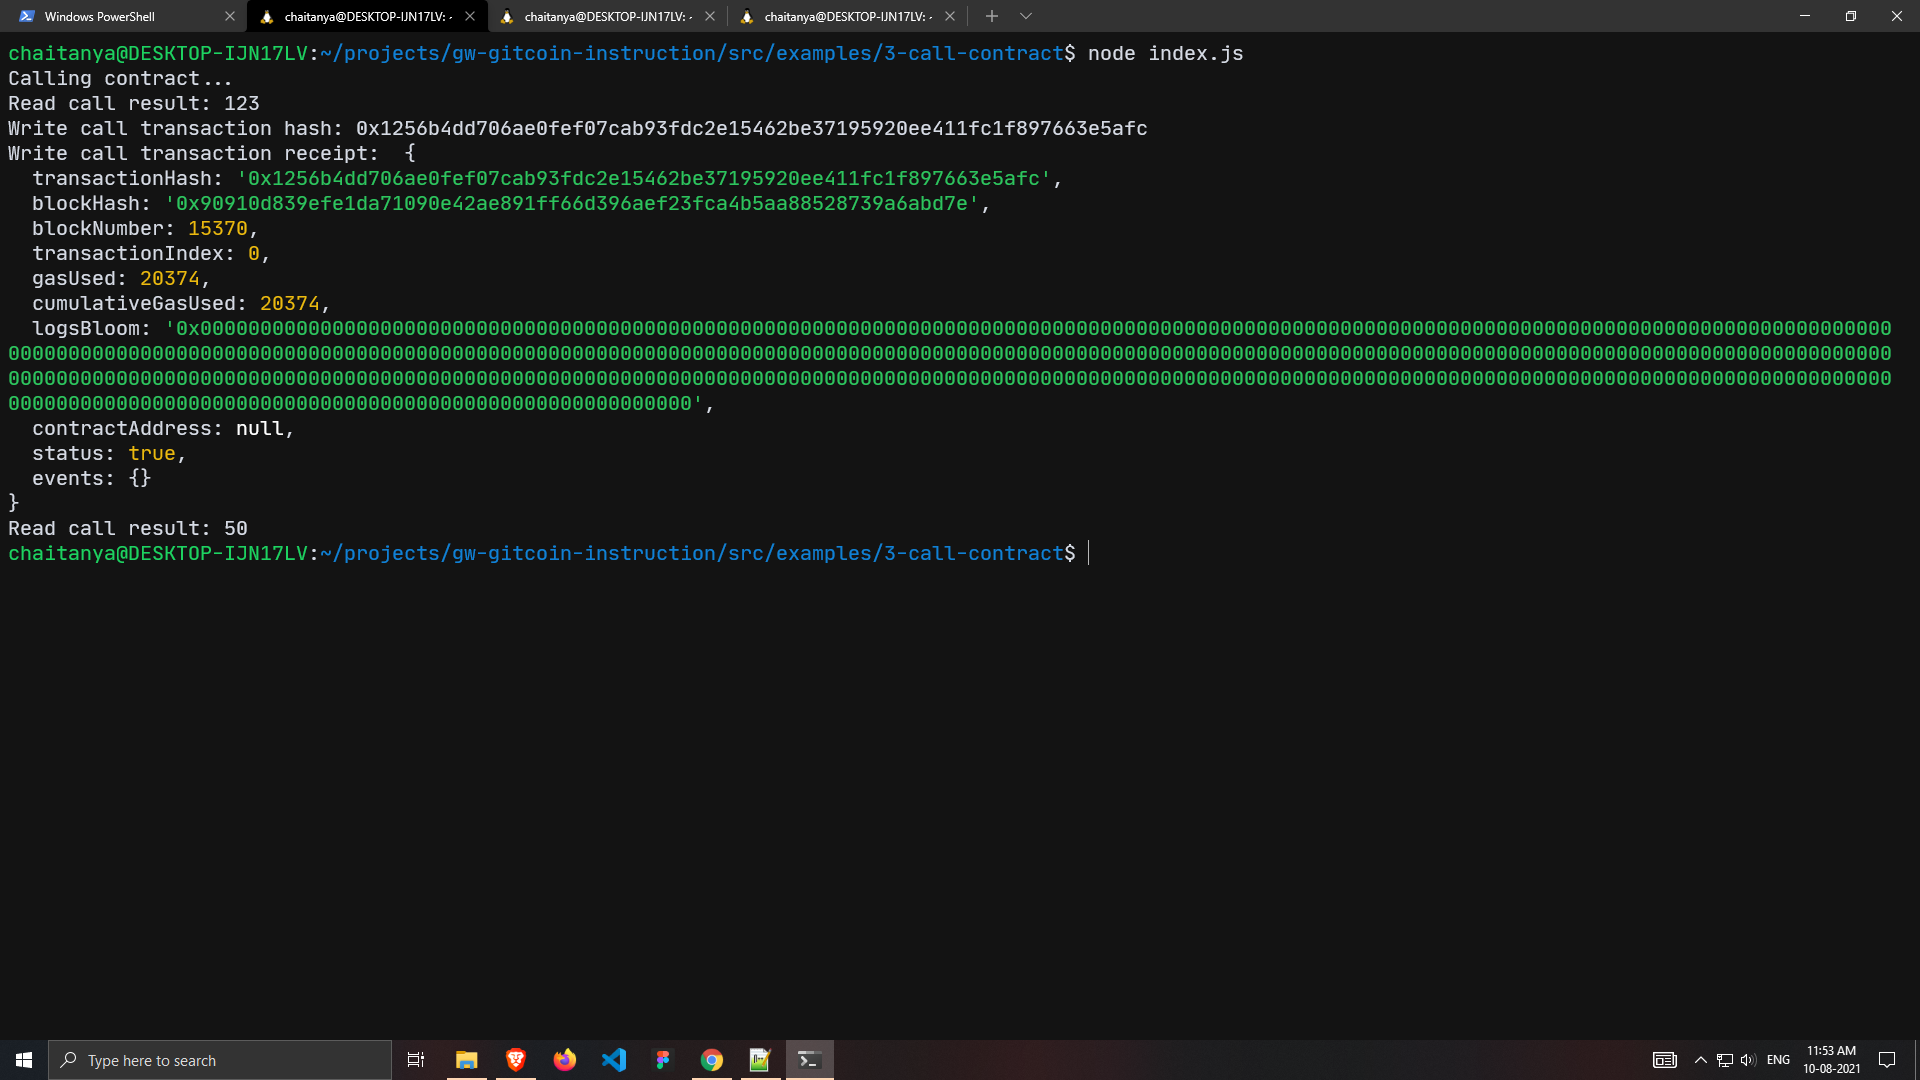 Windows PowerShell
chaitanya@DESKTOP-IJN17LV: -
chaitanya@DESKTOP-IJN17LV: -
chaitanya@DESKTOP-IJN17LV: -
chaitanya@DESKTOP-IJN17LV:~/projects/gw-gitcoin-instruction/src/examples/3-call-contract$ node index.js
Calling contract...
Read call result: 123
Write call transaction hash: 0x1256b4dd706ae0fef07cab93fdc2e15462be37195920ee411fc1f897663e5afc
Write call transaction receipt:  {
  transactionHash: '0x1256b4dd706ae0fef07cab93fdc2e15462be37195920ee411fc1f897663e5afc',
  blockHash: '0x90910d839efe1da71090e42ae891ff66d396aef23fca4b5aa88528739a6abd7e',
  blockNumber: 15370,
  transactionIndex: 0,
  gasUsed: 20374,
  cumulativeGasUsed: 20374,
  logsBloom: '0x000000000000000000000000000000000000000000000000000000000000000000000000000000000000000000000000000000000000000000000000000000000000000000000
0000000000000000000000000000000000000000000000000000000000000000000000000000000000000000000000000000000000000000000000000000000000000000000000000000000000000
0000000000000000000000000000000000000000000000000000000000000000000000000000000000000000000000000000000000000000000000000000000000000000000000000000000000000
000000000000000000000000000000000000000000000000000000000',
  contractAddress: null,
  status: true,
  events: {}
}
Read call result: 50
chaitanya@DESKTOP-IJN17LV:~/projects/gw-gitcoin-instruction/src/examples/3-call-contract$
Type here to search
ENG
11:53 AM
10-08-2021